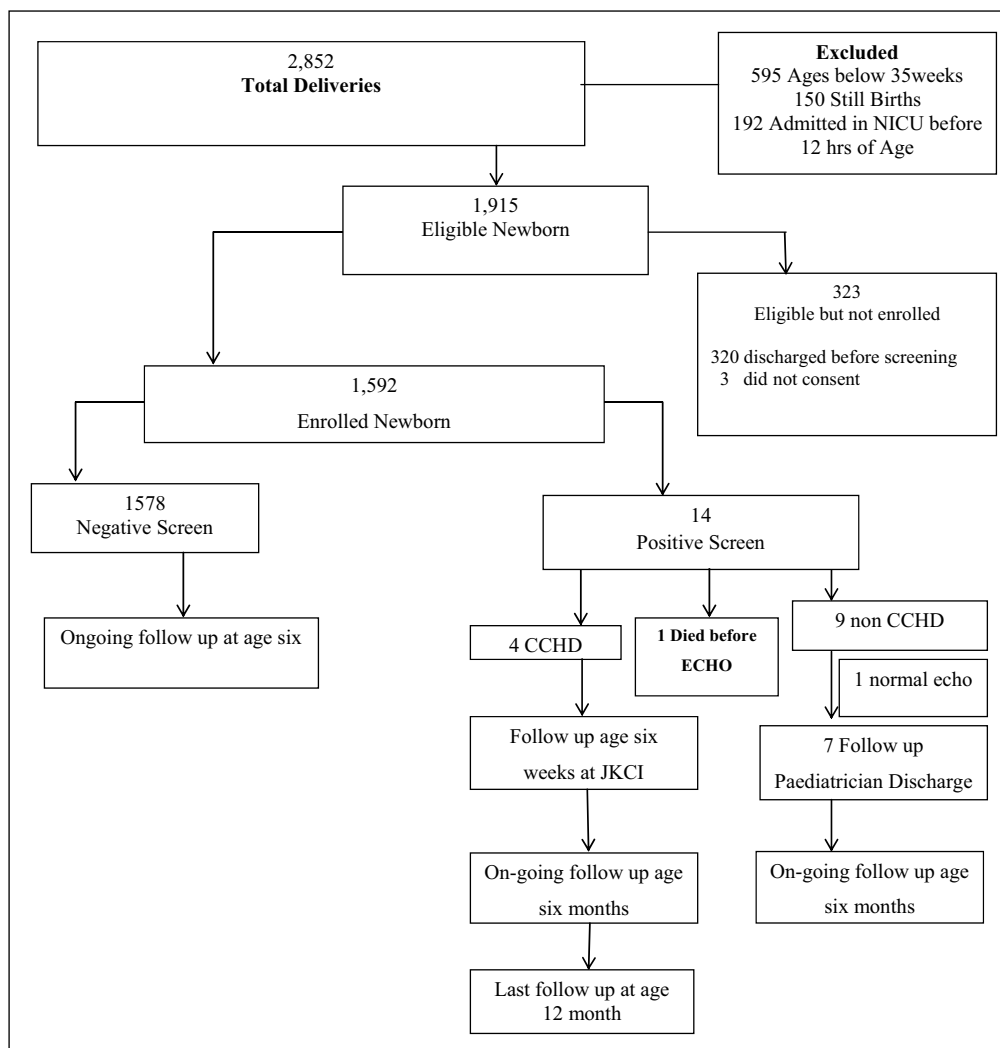 2,852
Total Deliveries
Excluded
595 Ages below 35weeks
150 Still Births
192 Admitted in NICU before
12 hrs of Age
1,915
Eligible Newborn
323
Eligible but not enrolled
320 discharged before screening
3 did not consent
1,592
Enrolled Newborn
1578
Negative Screen
14
Positive Screen
Ongoing follow up at age six
4 CCHD
1 Died before
ECHO
9 non CCHD
1 normal echo
Follow up age six
weeks at JKCI
7 Follow up
Paediatrician Discharge
On-going follow up age
six months
On-going follow up age
six months
Last follow up at age
12 month